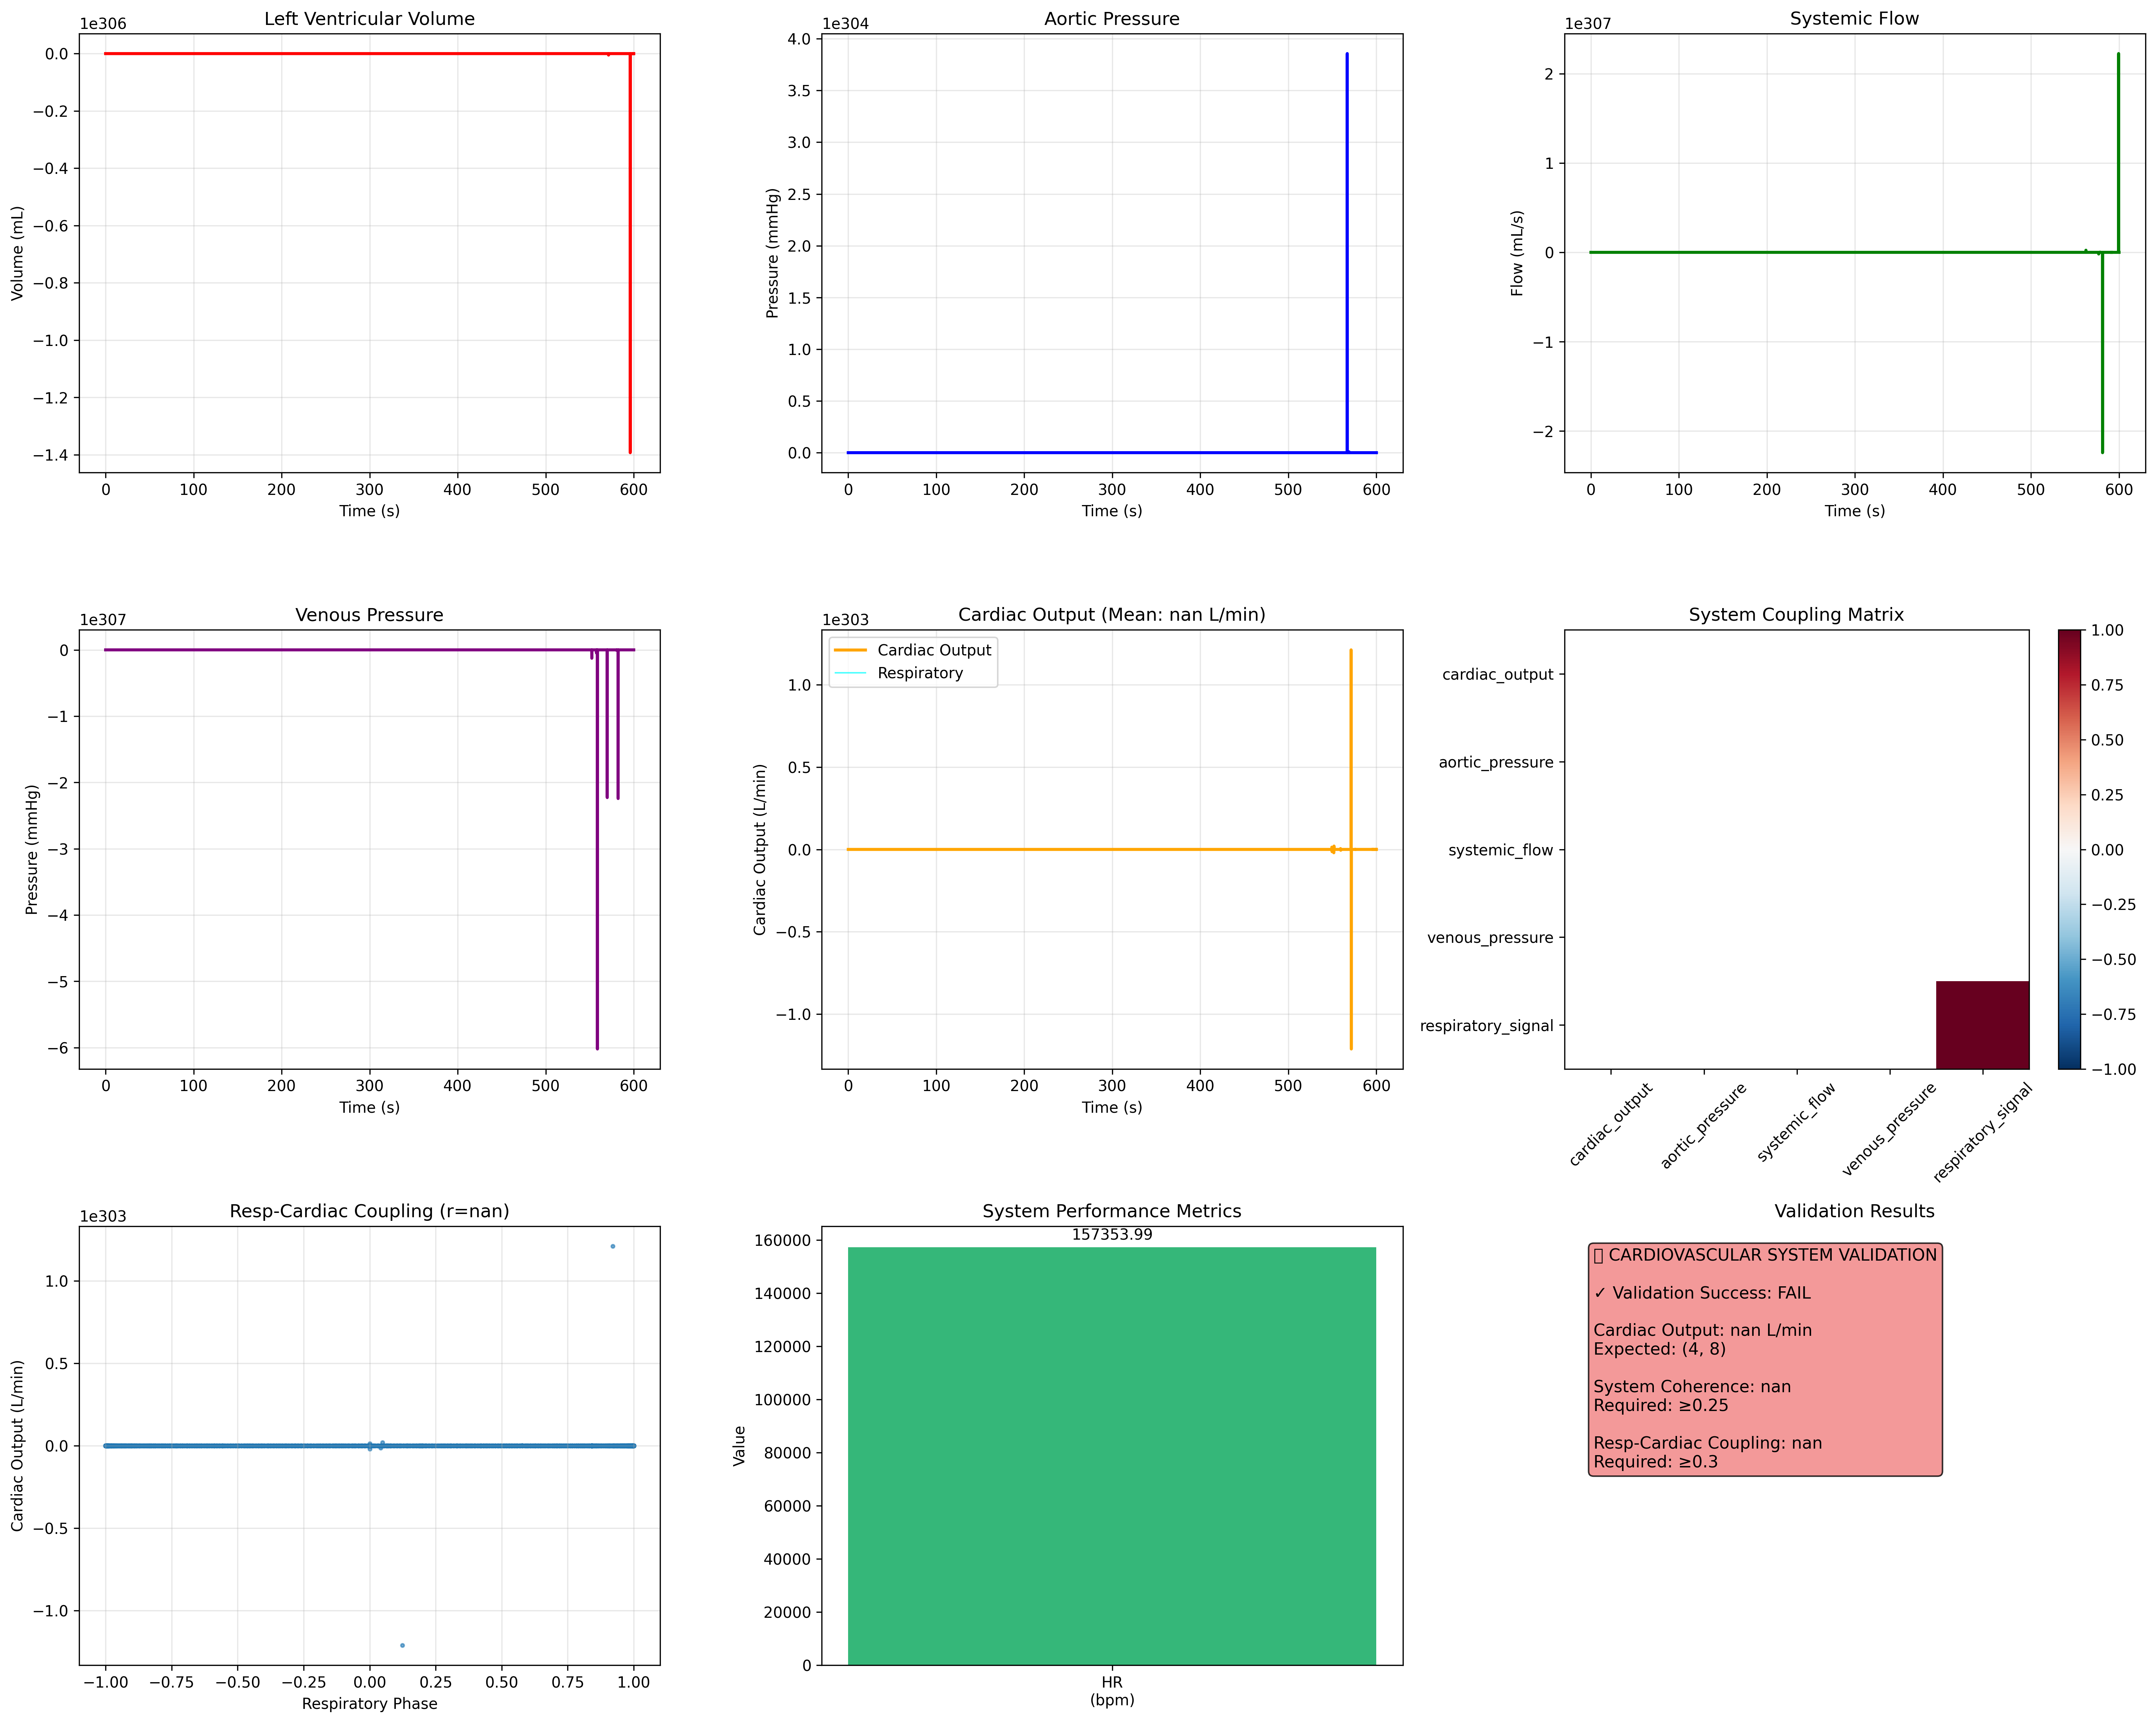 Left Ventricular Volume
1e306
0.0
−0.2
−0.4
−0.6
−0.8
−1.0
−1.2
−1.4
Volume (mL)
0 100 200 300 400 500 600
Time (s)
Aortic Pressure
1e304
4.0
3.5
3.0
2.5
2.0
1.5
1.0
0.5
0.0
Pressure (mmHg)
0 100 200 300 400 500 600
Time (s)
Systemic Flow
1e307
2
1
0
−1
−2
Flow (mL/s)
0 100 200 300 400 500 600
Time (s)
Venous Pressure
1e307
0
−1
−2
−3
−4
−5
−6
Pressure (mmHg)
0 100 200 300 400 500 600
Time (s)
Cardiac Output (Mean: nan L/min)
1e303
Cardiac Output
Respiratory
1.0
0.5
0.0
−0.5
−1.0
Cardiac Output (L/min)
0 100 200 300 400 500 600
Time (s)
System Coupling Matrix
cardiac_output
aortic_pressure
systemic_flow
venous_pressure
respiratory_signal
cardiac_output
aortic_pressure
systemic_flow
venous_pressure
respiratory_signal
1.00
0.75
0.50
0.25
0.00
−0.25
−0.50
−0.75
−1.00
Resp-Cardiac Coupling (r=nan)
1e303
1.0
0.5
0.0
−0.5
−1.0
Cardiac Output (L/min)
−1.00 −0.75 −0.50 −0.25 0.00 0.25 0.50 0.75 1.00
Respiratory Phase
System Performance Metrics
157353.99
160000
140000
120000
100000
80000
60000
40000
20000
0
Value
HR
(bpm)
Validation Results
CARDIOVASCULAR SYSTEM VALIDATION
✓ Validation Success: FAIL
Cardiac Output: nan L/min
Expected: (4, 8)
System Coherence: nan
Required: ≥0.25
Resp-Cardiac Coupling: nan
Required: ≥0.3